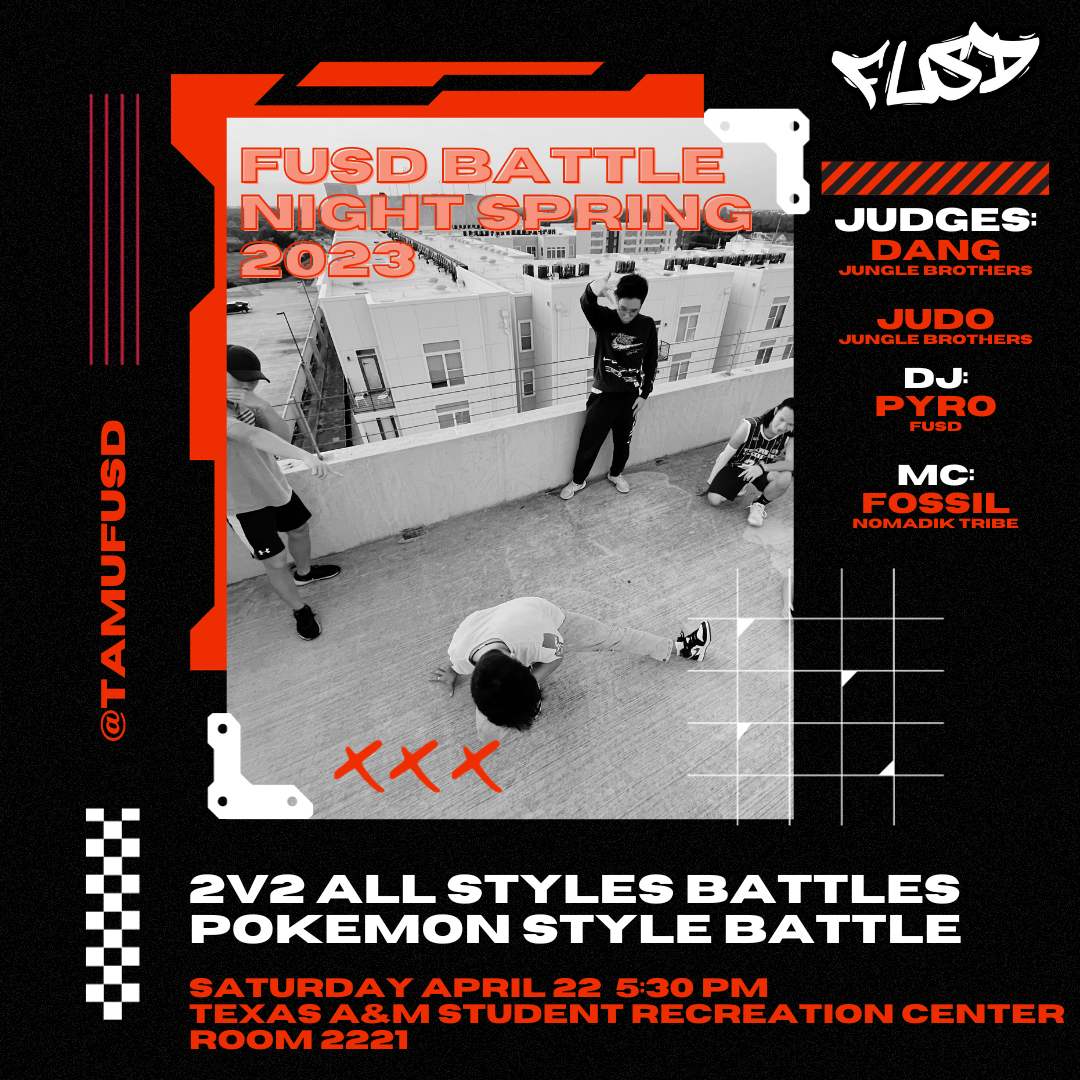 FUSD
FUSD BATTLE
NIGHT SPRING
2023
JUDGES:
DANG
JUNGLE BROTHERS
JUDO
JUNGLE BROTHERS
DJ:
PYRO
FUSD
MC:
FOSSIL
NOMADIK TRIBE
@TAMUFUSD
XXX
2V2 ALL STYLES BATTLES
POKEMON STYLE BATTLE
SATURDAY APRIL 22 5:30 PM
TEXAS A&M STUDENT RECREATION CENTER
ROOM 2221